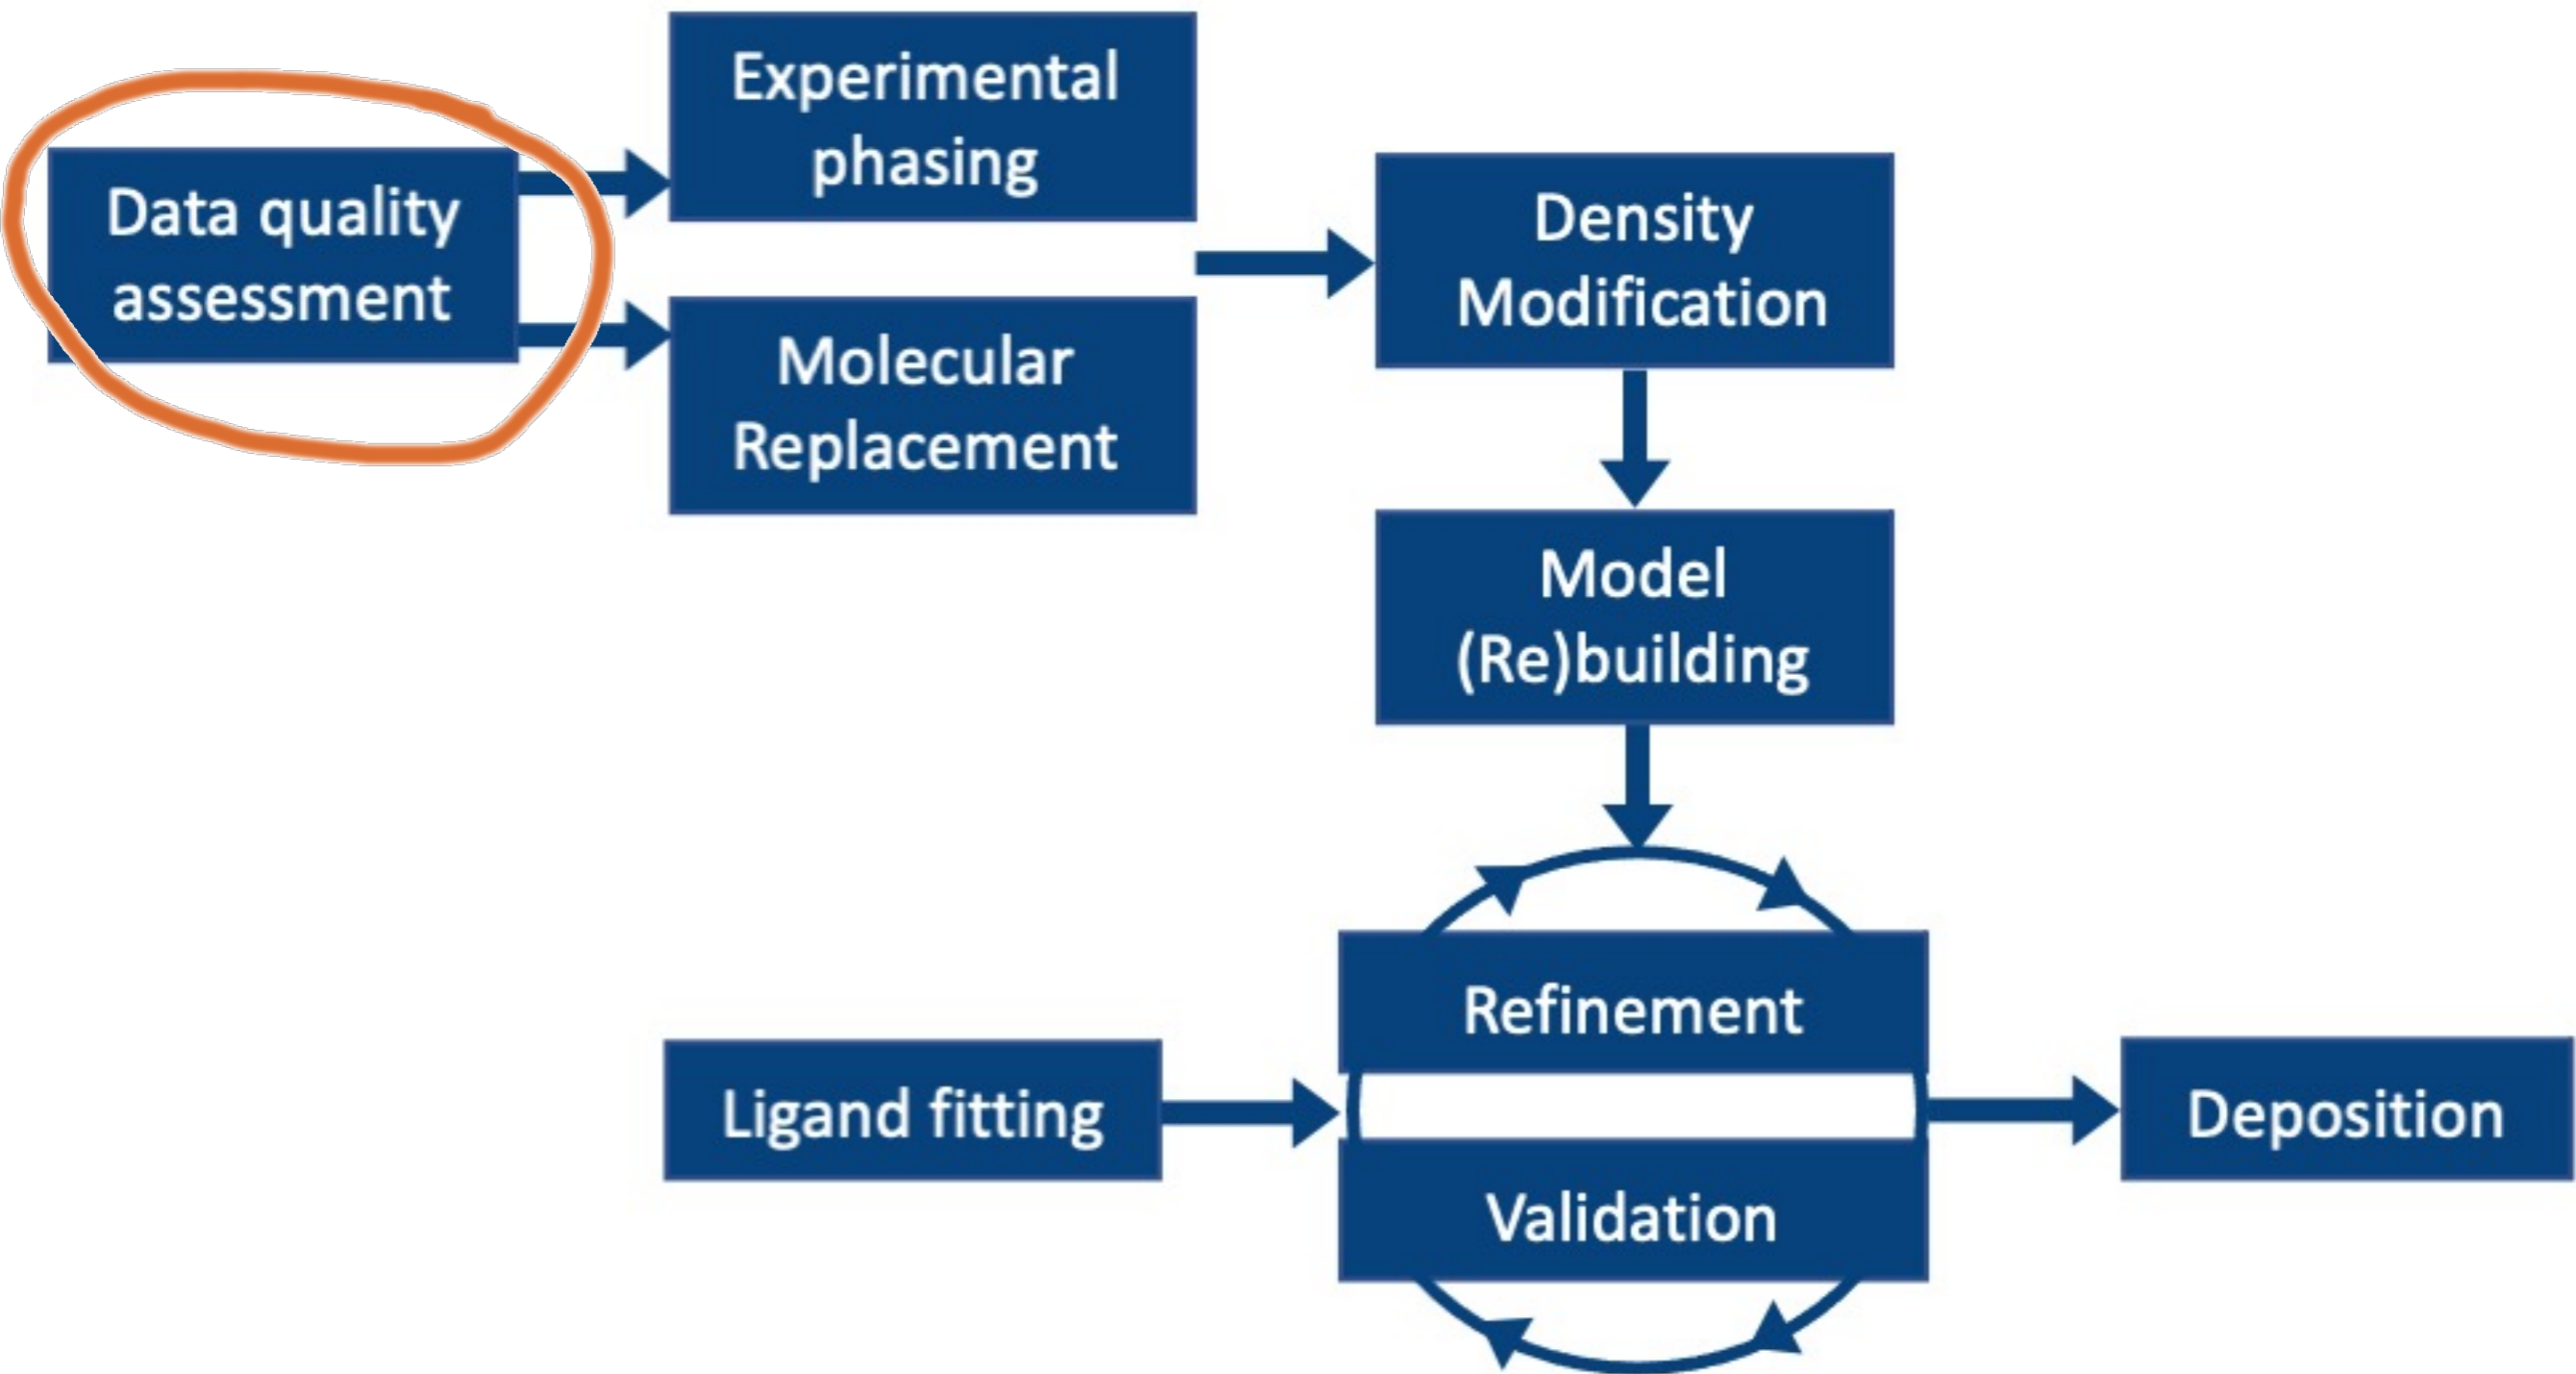 Experimental
phasing
Data quality
assessment
Density
Modification
Molecular
Replacement
Model
(Re)building
Refinement
Ligand fitting
Deposition
Validation